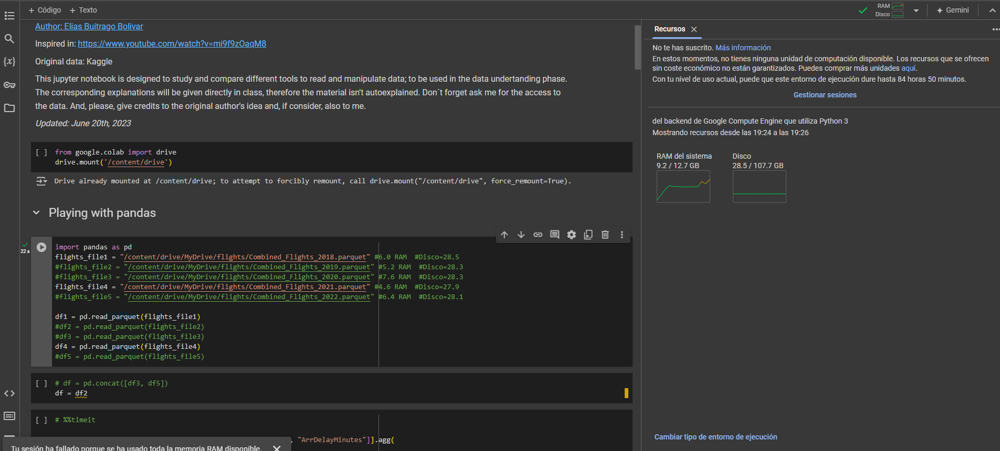 + Código + Texto
RAM
Disco
Gemini
Author: Elias Buitrago Bolivar
Inspired in: https://www.youtube.com/watch?v=mi9f9zOaqM8
Original data: Kaggle
This jupyter notebook is designed to study and compare different tools to read and manipulate data; to be used in the data undertanding phase.
The corresponding explanations will be given directly in class, therefore the material isn't autoexplained. Don´t forget ask me for the access to
the data. And, please, give credits to the original author's idea and, if consider, also to me.
Updated: June 20th, 2023
[ ] from google.colab import drive
drive.mount('/content/drive')
Drive already mounted at /content/drive; to attempt to forcibly remount, call drive.mount("/content/drive", force_remount=True).
Playing with pandas
22 s
import pandas as pd
flights_file1 = "/content/drive/MyDrive/flights/Combined_Flights_2018.parquet" #6.0 RAM #Disco=28.5
#flights_file2 = "/content/drive/MyDrive/flights/Combined_Flights_2019.parquet" #5.2 RAM #Disco=28.3
#flights_file3 = "/content/drive/MyDrive/flights/Combined_Flights_2020.parquet" #7.6 RAM #Disco=28.3
flights_file4 = "/content/drive/MyDrive/flights/Combined_Flights_2021.parquet" #4.6 RAM #Disco=27.9
#flights_file5 = "/content/drive/MyDrive/flights/Combined_Flights_2022.parquet" #6.4 RAM #Disco=28.1
df1 = pd.read_parquet(flights_file1)
#df2 = pd.read_parquet(flights_file2)
#df3 = pd.read_parquet(flights_file3)
df4 = pd.read_parquet(flights_file4)
#df5 = pd.read_parquet(flights_file5)
[ ] # df = pd.concat([df3, df5])
df = df2
[ ] # %%timeit
, "ArrDelayMinutes"]].agg(
Tu sesión ha fallado porque se ha usado toda la memoria RAM disponible.
{x}
Recursos
No te has suscrito. Más información
En estos momentos, no tienes ninguna unidad de computación disponible. Los recursos que se ofrecen
sin coste económico no están garantizados. Puedes comprar más unidades aquí.
Con tu nivel de uso actual, puede que este entorno de ejecución dure hasta 84 horas 50 minutos.
Gestionar sesiones
del backend de Google Compute Engine que utiliza Python 3
Mostrando recursos desde las 19:24 a las 19:26
RAM del sistema
9.2 / 12.7 GB
Disco
28.5 / 107.7 GB
Cambiar tipo de entorno de ejecución